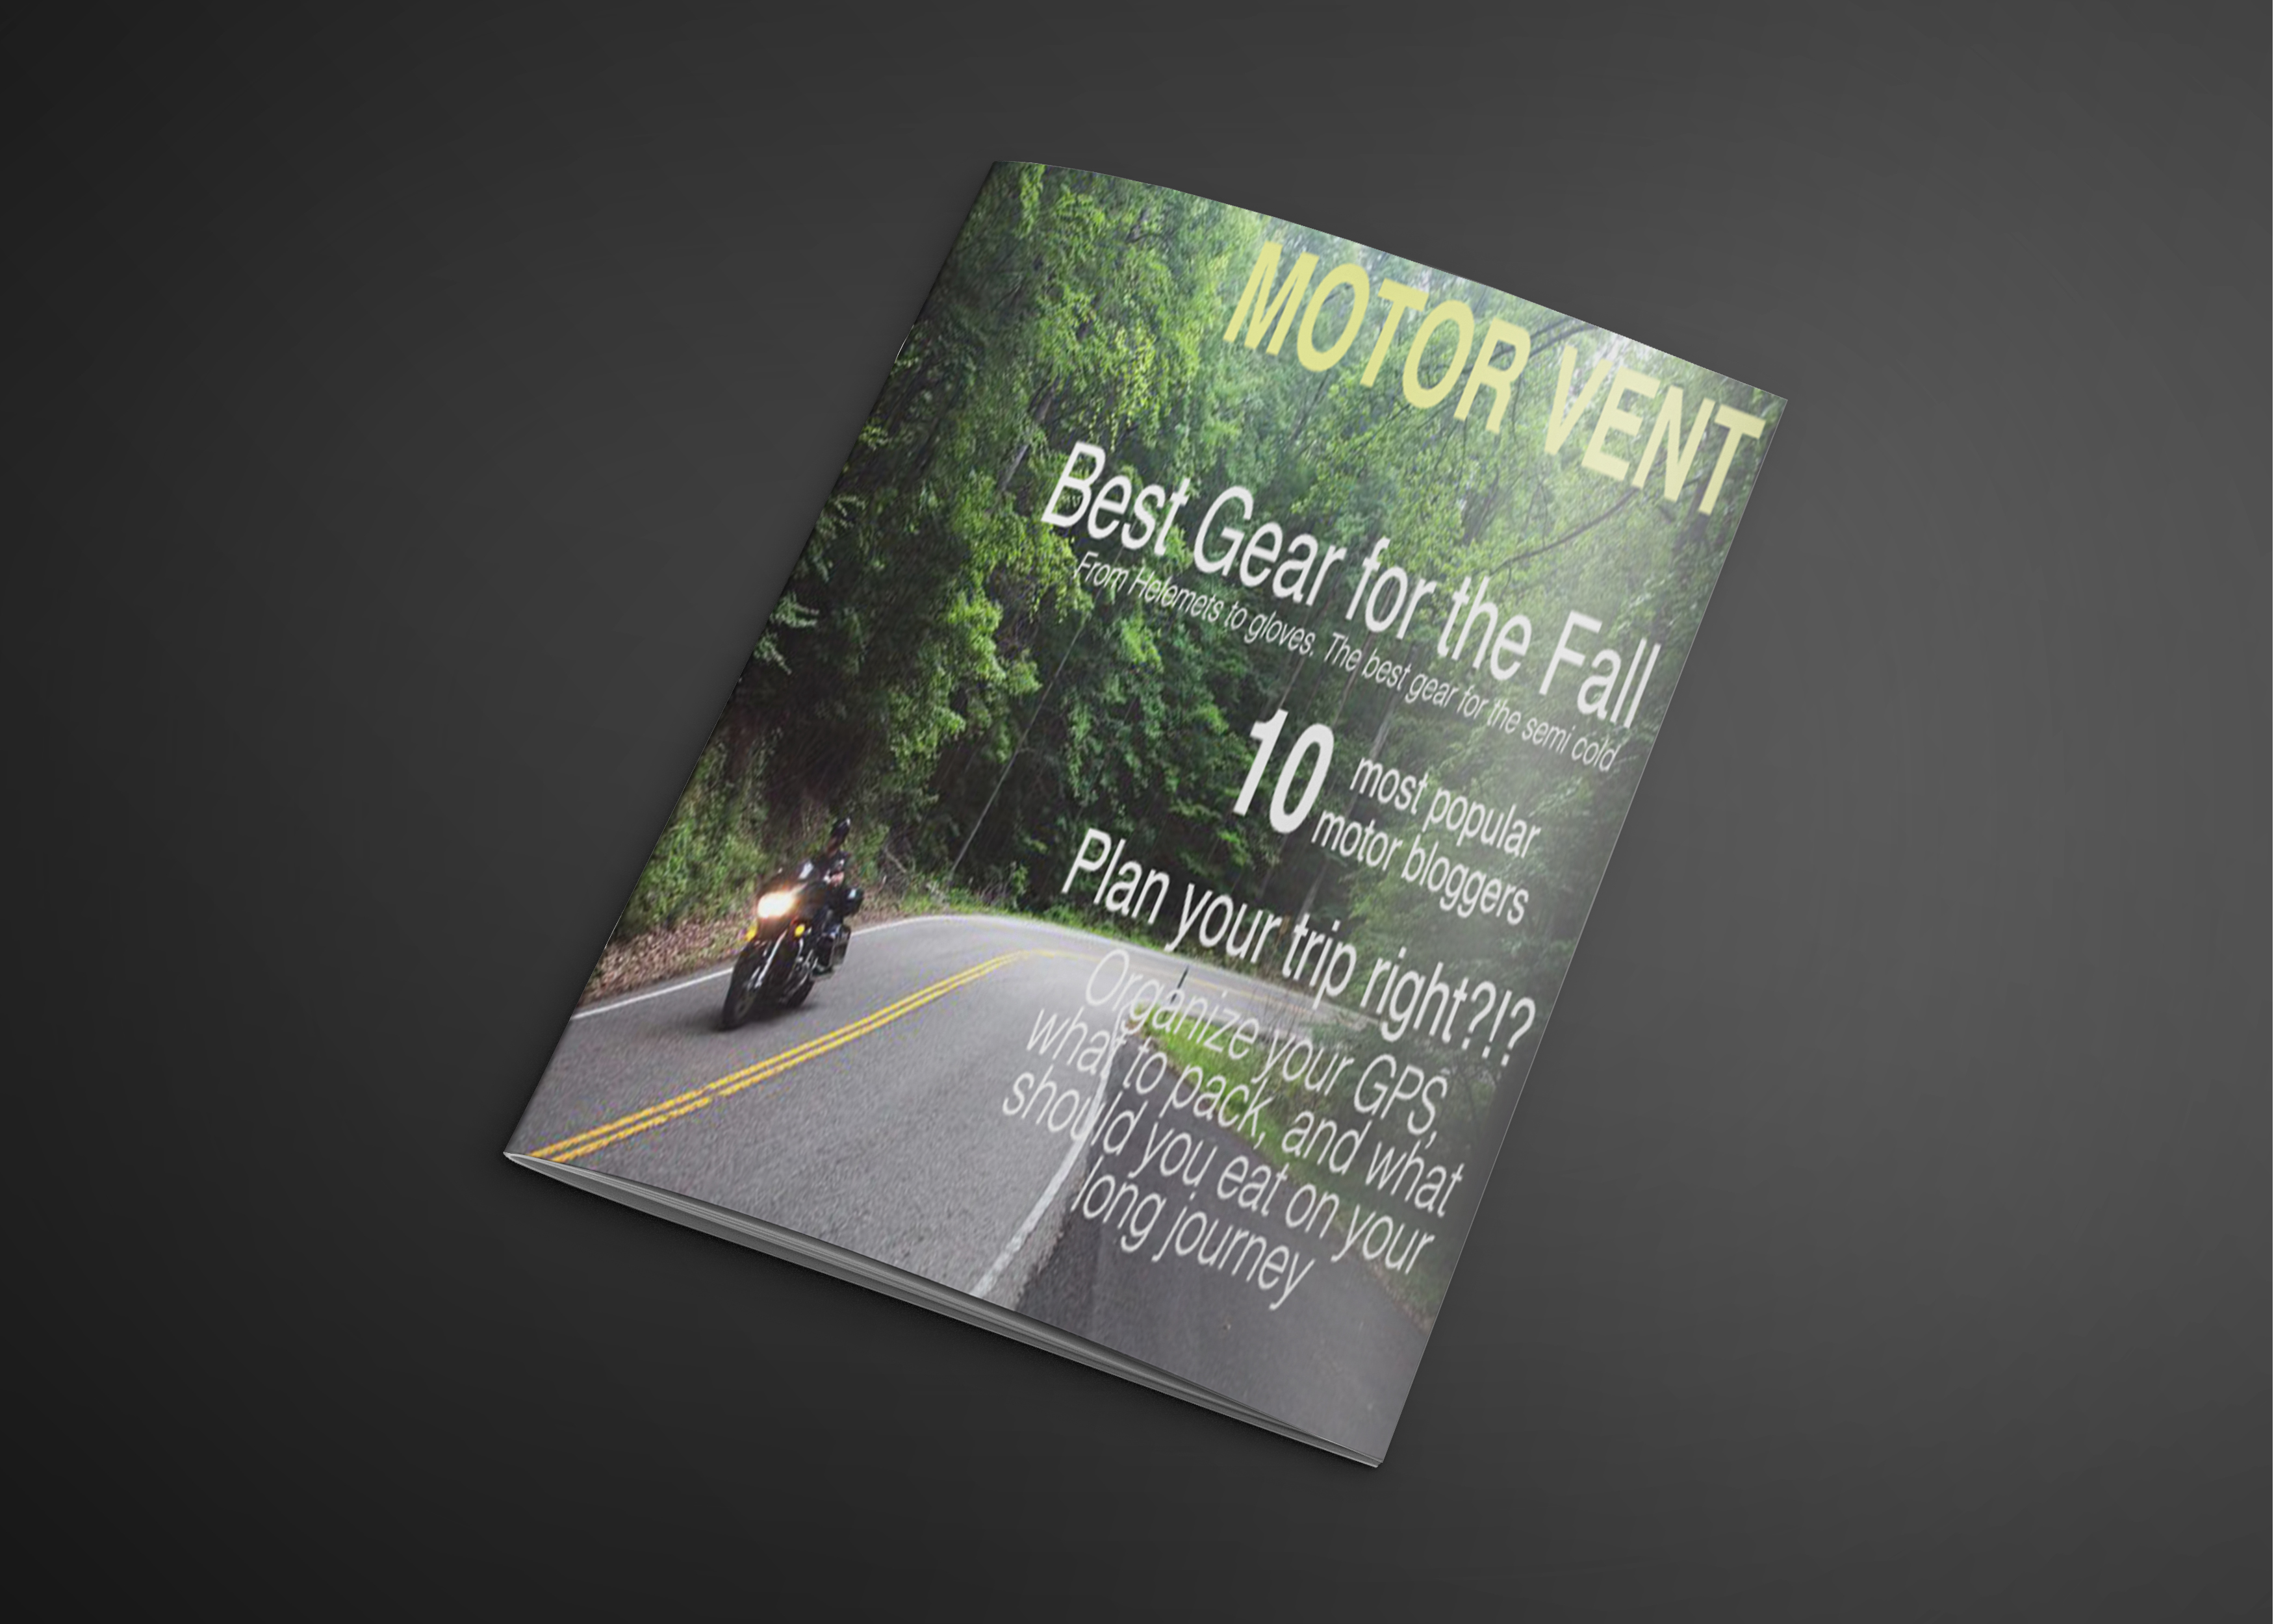 MOTOR VENT
Best Gear for the Fall
From Helemets to gloves. The best gear for the semi cold
10 most popular
motor bloggers
Plan your trip right?!?
Organize your GPS,
what to pack, and what
should you eat on your
long journey